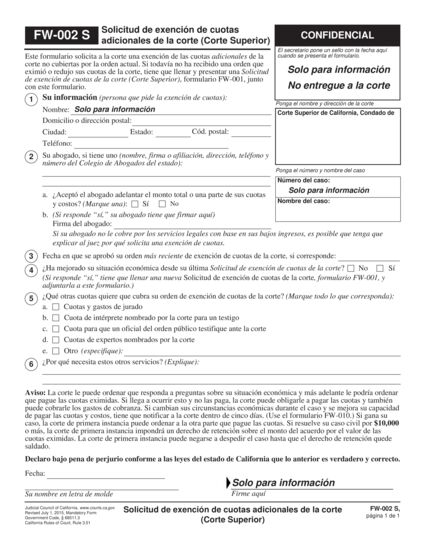 FW-002 S
Solicitud de exención de cuotas
adicionales de la corte (Corte Superior)
CONFIDENCIAL
Este formulario solicita a la corte una exención de las cuotas adicionales de la
corte no cubiertas por la orden actual. Si todavía no ha recibido una orden que
eximió o redujo sus cuotas de la corte, tiene que llenar y presentar una Solicitud
de exención de cuotas de la corte (Corte Superior), formulario FW-001, junto
con este formulario.
El secretario pone un sello con la fecha aquí
cuando se presenta el formulario.
Solo para información
No entregue a la corte
1 Su información (persona que pide la exención de cuotas):
Nombre: Solo para información
Domicilio o dirección postal:
Ciudad: Estado: Cód. postal:
Teléfono:
Ponga el nombre y dirección de la corte
Corte Superior de California, Condado de
2 Su abogado, si tiene uno (nombre, firma o afiliación, dirección, teléfono y
número del Colegio de Abogados del estado):
Ponga el número y nombre del caso
Número del caso:
Solo para información
Nombre del caso:
a. ¿Aceptó el abogado adelantar el monto total o una parte de sus cuotas
y costos? (Marque una): Sí No
b. (Si responde “sí,” su abogado tiene que firmar aquí)
Firma del abogado:
Si su abogado no le cobre por los servicios legales con base en sus bajos ingresos, es posible que tenga que
explicar al juez por qué solicita una exención de cuotas.
3 Fecha en que se aprobó su orden más reciente de exención de cuotas de la corte, si corresponde:
4 ¿Ha mejorado su situación económica desde su última Solicitud de exención de cuotas de la corte? No Sí
(Si responde “sí,” tiene que llenar una nueva Solicitud de exención de cuotas de la corte, formulario FW-001, y
adjuntarla a este formulario.)
5 ¿Qué otras cuotas quiere que cubra su orden de exención de cuotas de la corte? (Marque todo lo que corresponda):
a. Cuotas y gastos de jurado
b. Cuota de intérprete nombrado por la corte para un testigo
c. Cuota para que un oficial del orden público testifique ante la corte
d. Cuotas de expertos nombrados por la corte
e. Otro (especifique):
6 ¿Por qué necesita estos otros servicios? (Explique):
Aviso: La corte le puede ordenar que responda a preguntas sobre su situación económica y más adelante le podría ordenar
que pague las cuotas eximidas. Si llega a ocurrir esto y no las paga, la corte puede obligarle a pagar las cuotas y también
puede cobrarle los gastos de cobranza. Si cambian sus circunstancias económicas durante el caso y se mejora su capacidad
de pagar las cuotas y costos, tiene que notificar a la corte dentro de cinco días. (Use el formulario FW-010.) Si gana su
caso, la corte de primera instancia puede ordenar a la otra parte que pague las cuotas. Si resuelve su caso civil por $10,000
o más, la corte de primera instancia impondrá un derecho de retención sobre el monto del acuerdo por el valor de las
cuotas eximidas. La corte de primera instancia puede negarse a despedir el caso hasta que el derecho de retención quede
saldado.
Declaro bajo pena de perjurio conforme a las leyes del estado de California que lo anterior es verdadero y correcto.
Fecha:
Solo para información
Su nombre en letra de molde Firme aquí
Judicial Council of California, www.courts.ca.gov
Revised July 1, 2015, Mandatory Form
Government Code, § 68511.3
California Rules of Court, Rule 3.51
Solicitud de exención de cuotas adicionales de la corte
(Corte Superior)
FW-002 S,
página 1 de 1